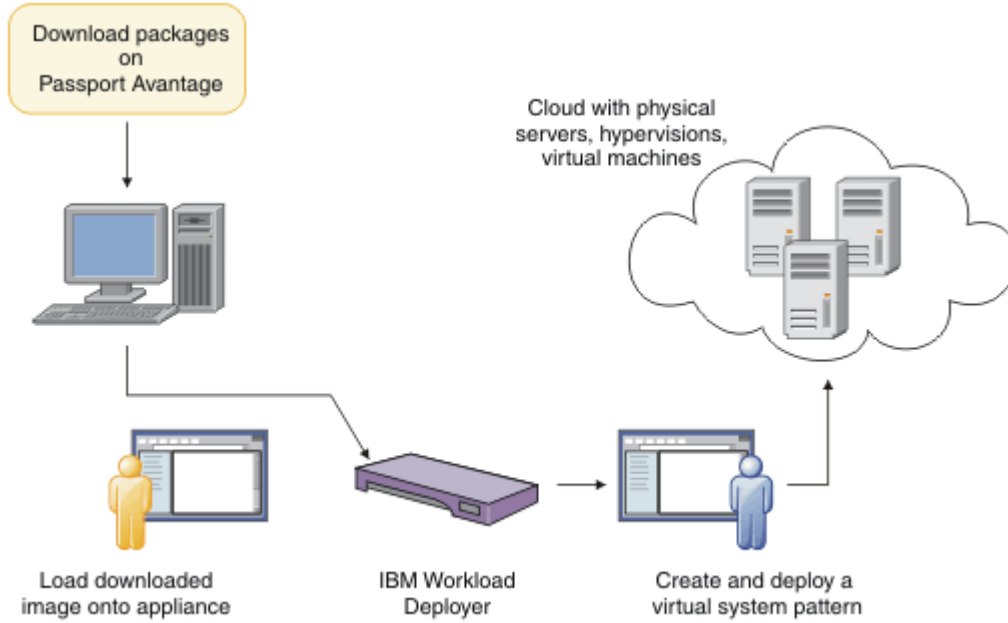 Download packages
on
Passport Avantage
Cloud with physical
servers, hypervisions,
virtual machines
Load downloaded
image onto appliance
IBM Workload
Deployer
Create and deploy a
virtual system pattern